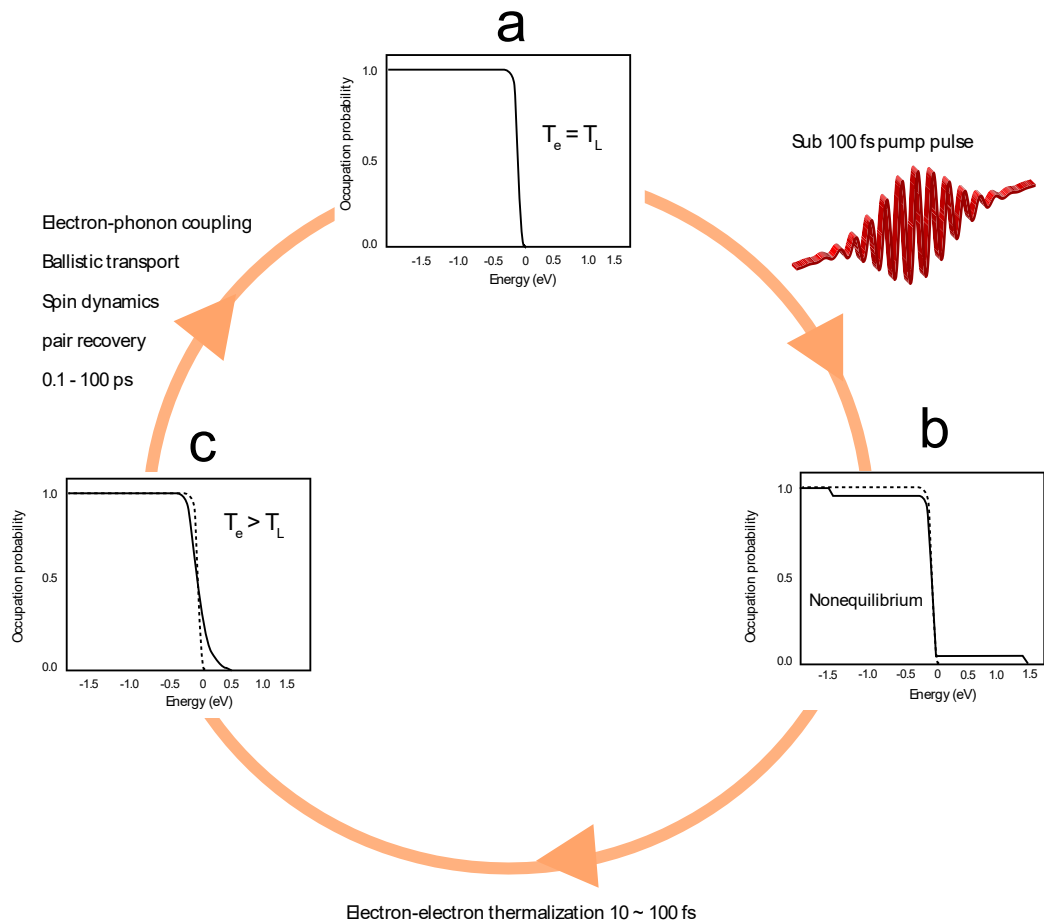 a
Occupation probability
1.0
0.5
0.0
T_e = T_L
-1.5 -1.0 -0.5 0 0.5 1.0 1.5
Energy (eV)
Sub 100 fs pump pulse
Electron-phonon coupling
Ballistic transport
Spin dynamics
pair recovery
0.1 - 100 ps
c
Occupation probability
1.0
0.5
0.0
T_e > T_L
-1.5 -1.0 -0.5 0 0.5 1.0 1.5
Energy (eV)
b
Occupation probability
1.0
0.5
0.0
Nonequilibrium
-1.5 -1.0 -0.5 0 0.5 1.0 1.5
Energy (eV)
Electron-electron thermalization 10 ~ 100 fs